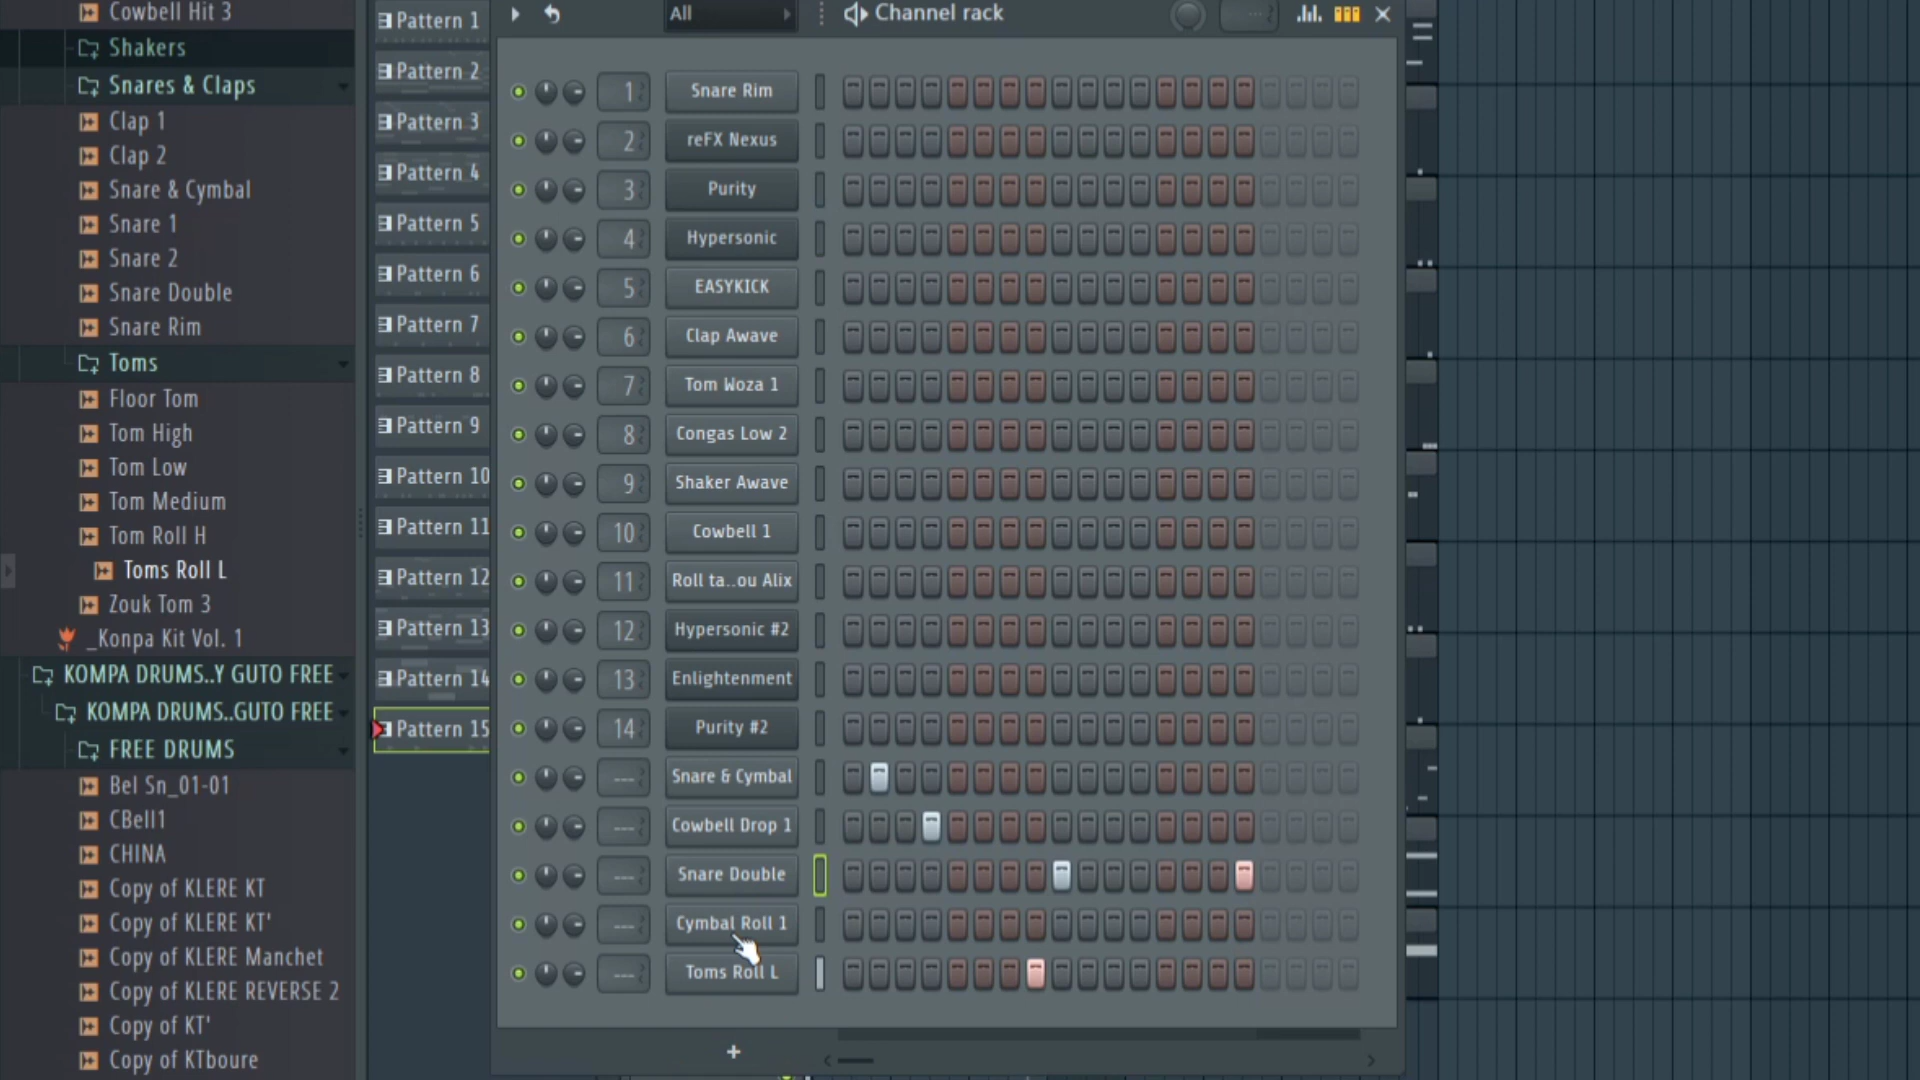 Cowbell Hit 3
Shakers
Snares & Claps
Clap 1
Clap 2
Snare & Cymbal
Snare 1
Snare 2
Snare Double
Snare Rim
Toms
Floor Tom
Tom High
Tom Low
Tom Medium
Tom Roll H
Toms Roll L
Zouk Tom 3
_Konpa Kit Vol. 1
KOMPA DRUMS..Y GUTO FREE
KOMPA DRUMS..GUTO FREE
FREE DRUMS
Bel Sn_01-01
CBell1
CHINA
Copy of KLERE KT
Copy of KLERE KT'
Copy of KLERE Manchet
Copy of KLERE REVERSE 2
Copy of KT'
Copy of KTboure
Pattern 1
Pattern 2
Pattern 3
Pattern 4
Pattern 5
Pattern 6
Pattern 7
Pattern 8
Pattern 9
Pattern 10
Pattern 11
Pattern 12
Pattern 13
Pattern 14
Pattern 15
All
Channel rack
1 Snare Rim
2 reFX Nexus
3 Purity
4 Hypersonic
5 EASYKICK
6 Clap Awave
7 Tom Woza 1
8 Congas Low 2
9 Shaker Awave
10 Cowbell 1
11 Roll ta..ou Alix
12 Hypersonic #2
13 Enlightenment
14 Purity #2
--- Snare & Cymbal
--- Cowbell Drop 1
--- Snare Double
--- Cymbal Roll 1
--- Toms Roll L
+